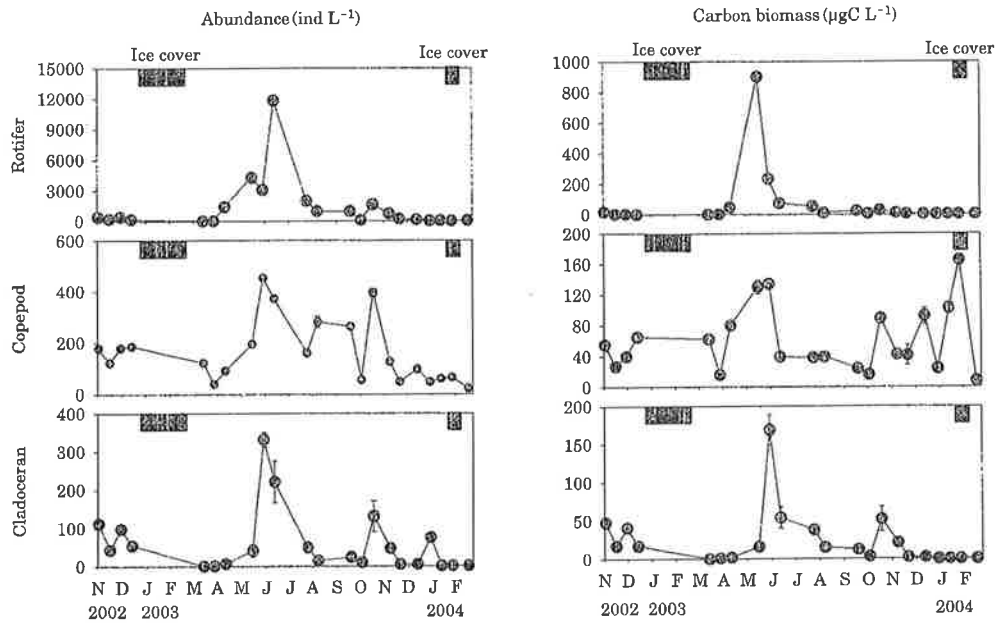 Abundance (ind L⁻¹)
Carbon biomass (µgC L⁻¹)
Ice cover
Ice cover
Ice cover
Ice cover
15000
12000
9000
6000
3000
0
Rotifer
1000
800
600
400
200
0
600
400
200
0
Copepod
200
160
120
80
40
0
400
300
200
100
0
Cladoceran
200
150
100
50
0
N D J F M A M J J A S O N D J F
2002 2003 2004
N D J F M A M J J A S O N D J F
2002 2003 2004